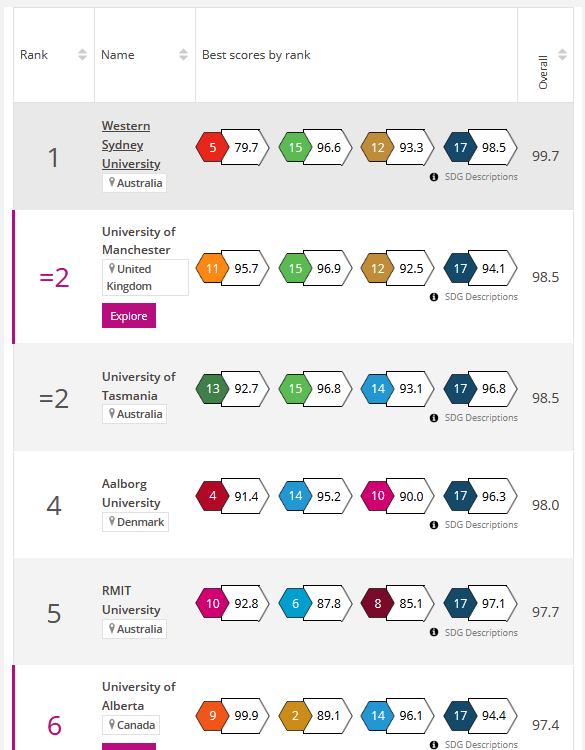 Rank Name Best scores by rank Overall
1
Western
Sydney
University
Australia
5 79.7 15 96.6 12 93.3 17 98.5
SDG Descriptions
99.7
=2
University of
Manchester
United
Kingdom
Explore
11 95.7 15 96.9 12 92.5 17 94.1
SDG Descriptions
98.5
=2
University of
Tasmania
Australia
13 92.7 15 96.8 14 93.1 17 96.8
SDG Descriptions
98.5
4
Aalborg
University
Denmark
4 91.4 14 95.2 10 90.0 17 96.3
SDG Descriptions
98.0
5
RMIT
University
Australia
10 92.8 6 87.8 8 85.1 17 97.1
SDG Descriptions
97.7
6
University of
Alberta
Canada
9 99.9 2 89.1 14 96.1 17 94.4
SDG Descriptions
97.4